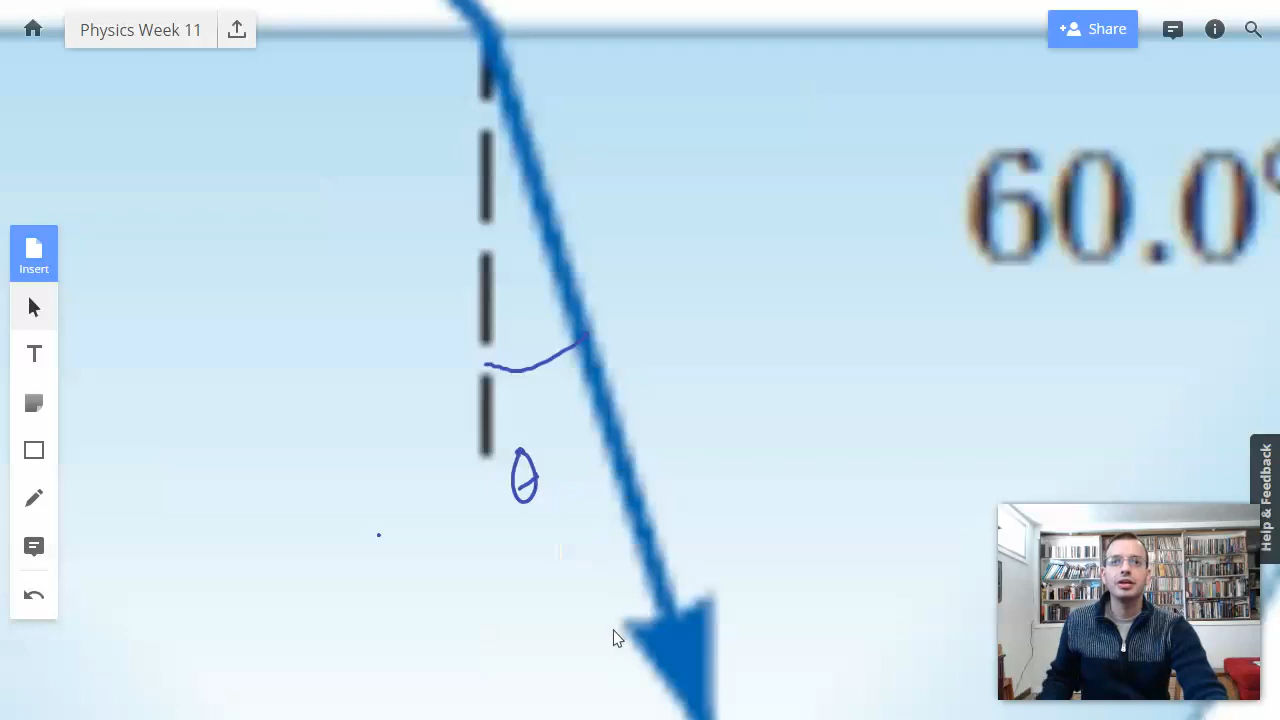 Physics Week 11
Share
60.0°
Insert
T
θ
Help & Feedback